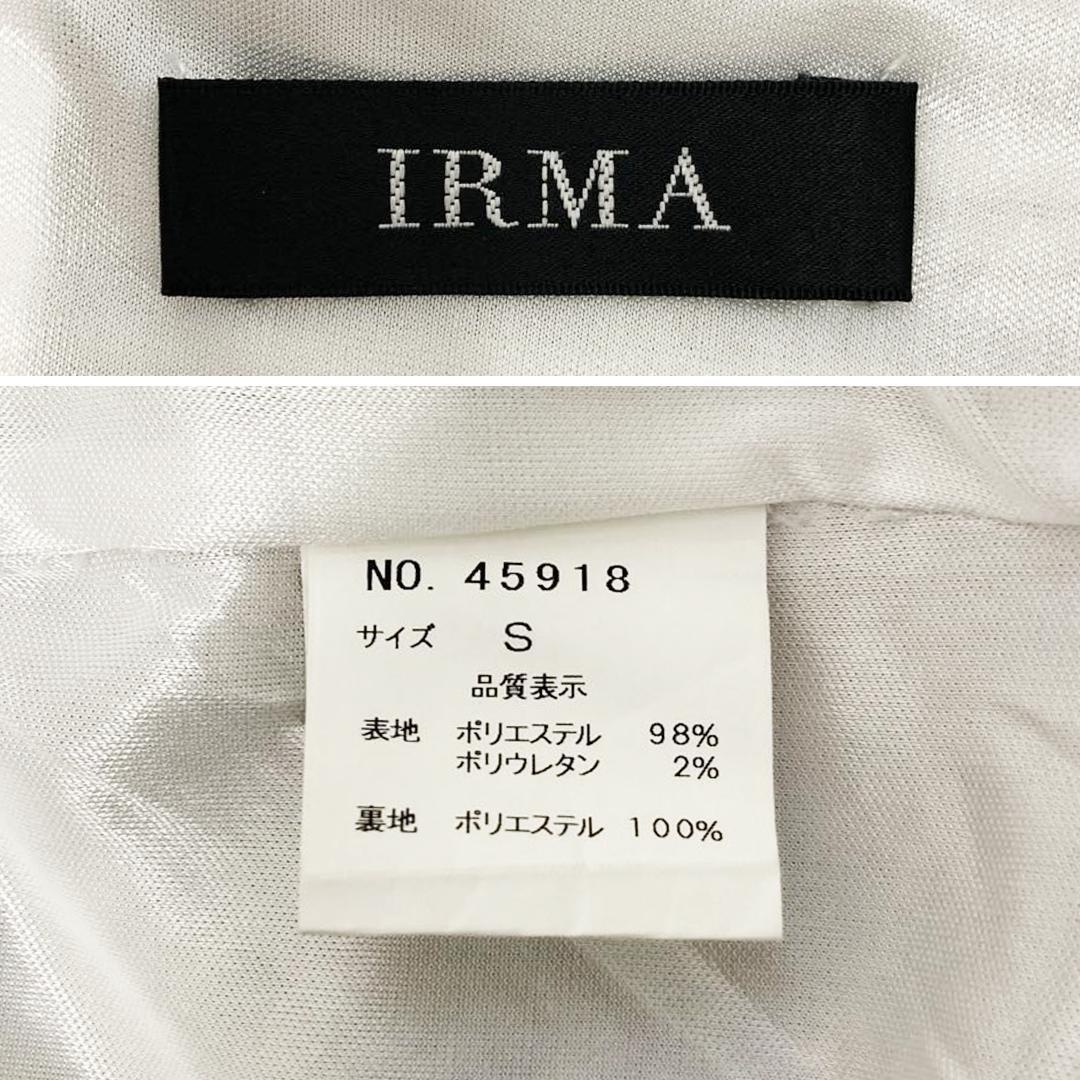 IRMA
NO. 45918
サイズ S
品質表示
表地 ポリエステル 98%
ポリウレタン 2%
裏地 ポリエステル 100%